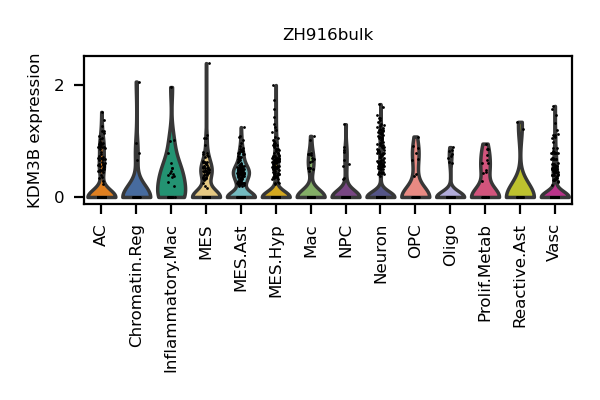 ZH916bulk
KDM3B expression
2
0
AC
Chromatin.Reg
Inflammatory.Mac
MES
MES.Ast
MES.Hyp
Mac
NPC
Neuron
OPC
Oligo
Prolif.Metab
Reactive.Ast
Vasc